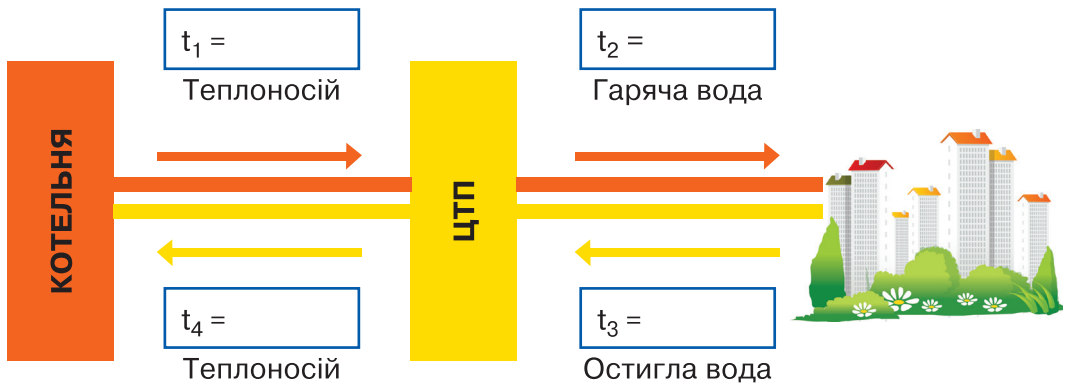 t₁ =
Теплоносій
t₂ =
Гаряча вода
КОТЕЛЬНЯ
ЦТП
t₄ =
Теплоносій
t₃ =
Остигла вода